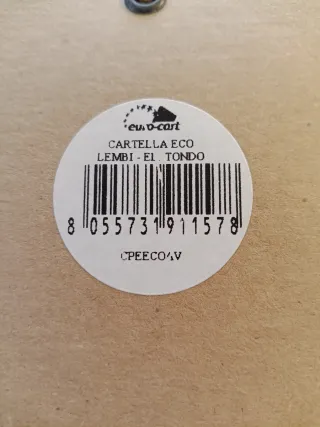 euro-cart
CARTELLA ECO
LEMBI - El. TONDO
8 055731 911578
CPEECO4V